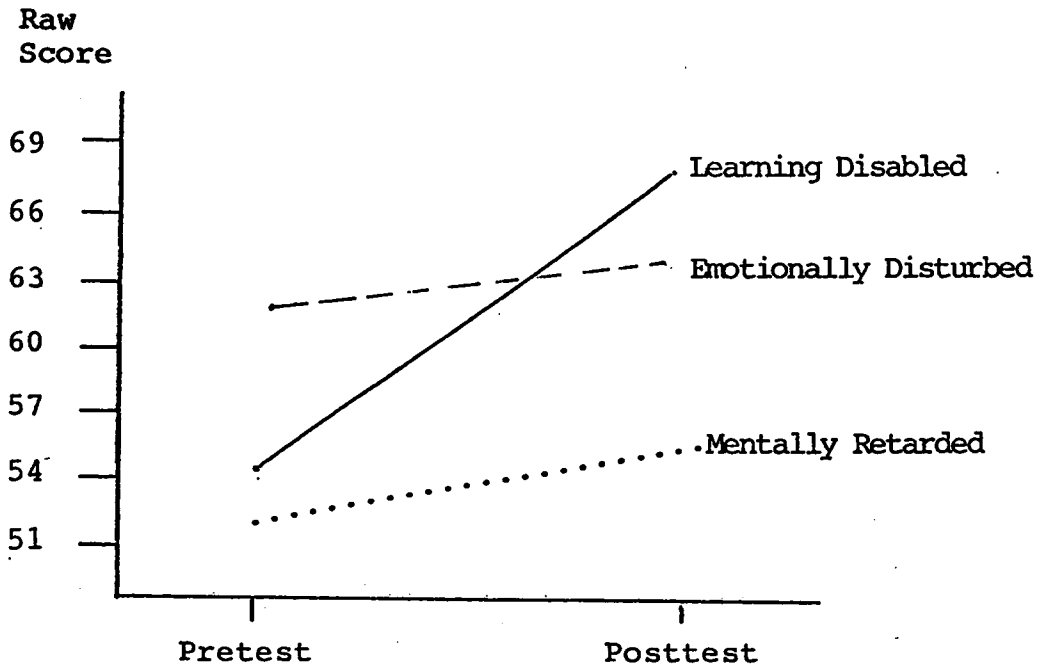 Raw
Score
69
66
63
60
57
54
51
Learning Disabled
Emotionally Disturbed
Mentally Retarded
Pretest
Posttest